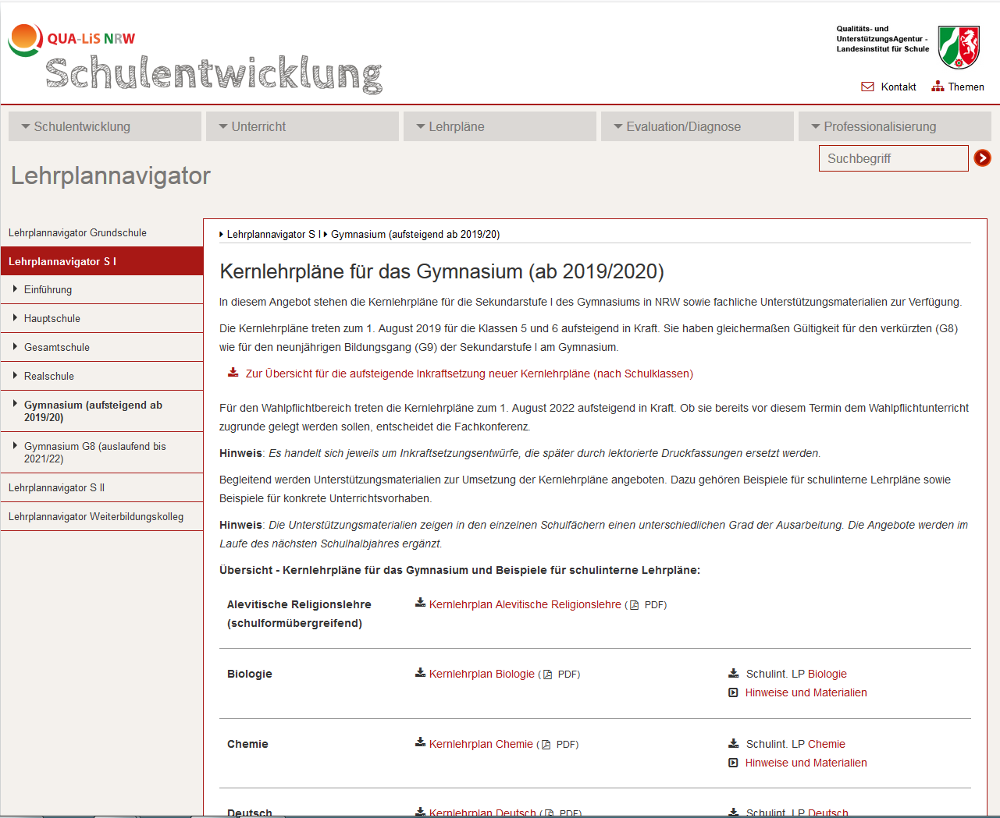 QUA-LiS NRW
Schulentwicklung
Qualitäts- und
UnterstützungsAgentur -
Landesinstitut für Schule
Kontakt Themen
Schulentwicklung Unterricht Lehrpläne Evaluation/Diagnose Professionalisierung
Suchbegriff
Lehrplannavigator
Lehrplannavigator Grundschule
Lehrplannavigator S I
Einführung
Hauptschule
Gesamtschule
Realschule
Gymnasium (aufsteigend ab
2019/20)
Gymnasium G8 (auslaufend bis
2021/22)
Lehrplannavigator S II
Lehrplannavigator Weiterbildungskolleg
Lehrplannavigator S I Gymnasium (aufsteigend ab 2019/20)
Kernlehrpläne für das Gymnasium (ab 2019/2020)
In diesem Angebot stehen die Kernlehrpläne für die Sekundarstufe I des Gymnasiums in NRW sowie fachliche Unterstützungsmaterialien zur Verfügung.
Die Kernlehrpläne treten zum 1. August 2019 für die Klassen 5 und 6 aufsteigend in Kraft. Sie haben gleichermaßen Gültigkeit für den verkürzten (G8)
wie für den neunjährigen Bildungsgang (G9) der Sekundarstufe I am Gymnasium.
Zur Übersicht für die aufsteigende Inkraftsetzung neuer Kernlehrpläne (nach Schulklassen)
Für den Wahlpflichtbereich treten die Kernlehrpläne zum 1. August 2022 aufsteigend in Kraft. Ob sie bereits vor diesem Termin dem Wahlpflichtunterricht
zugrunde gelegt werden sollen, entscheidet die Fachkonferenz.
Hinweis: Es handelt sich jeweils um Inkraftsetzungsentwürfe, die später durch lektorierte Druckfassungen ersetzt werden.
Begleitend werden Unterstützungsmaterialien zur Umsetzung der Kernlehrpläne angeboten. Dazu gehören Beispiele für schulinterne Lehrpläne sowie
Beispiele für konkrete Unterrichtsvorhaben.
Hinweis: Die Unterstützungsmaterialien zeigen in den einzelnen Schulfächern einen unterschiedlichen Grad der Ausarbeitung. Die Angebote werden im
Laufe des nächsten Schulhalbjahres ergänzt.
Übersicht - Kernlehrpläne für das Gymnasium und Beispiele für schulinterne Lehrpläne:
Alevitische Religionslehre Kernlehrplan Alevitische Religionslehre ( PDF)
(schulformübergreifend)
Biologie Kernlehrplan Biologie ( PDF) Schulint. LP Biologie
Hinweise und Materialien
Chemie Kernlehrplan Chemie ( PDF) Schulint. LP Chemie
Hinweise und Materialien
Deutsch Kernlehrplan Deutsch ( PDF) Schulint. LP Deutsch